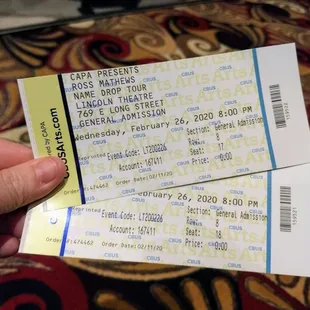 CAPA PRESENTS
ROSS MATHEWS
NAME DROP TOUR
LINCOLN THEATRE
769 E LONG STREET
GENERAL ADMISSION
Wednesday, February 26, 2020 8:00 PM
Event Code: LT200226
Account: 167411
Section: General Admission
Row: 8
Seat: 17
Price: 0:00
Order Date: 02/11/20
by CAPA
CBUSArts.com
February 26, 2020 8:00 PM
Event Code: LT200226
Account: 167411
Order Date: 02/11/20
Section: General Admission
Row: 8
Seat: 18
Price: 0:00